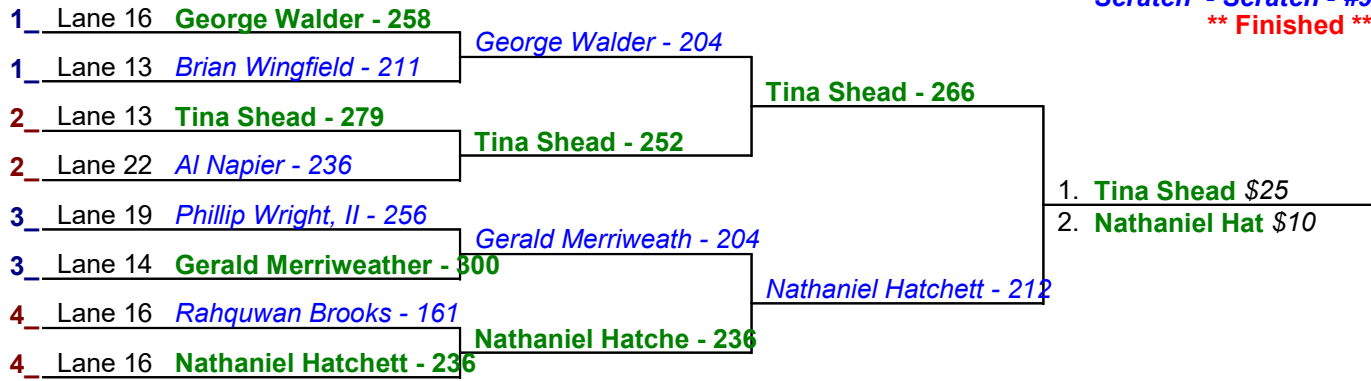 Scratch - Scratch - #9
** Finished **
1_ Lane 16 George Walder - 258
1_ Lane 13 Brian Wingfield - 211
2_ Lane 13 Tina Shead - 279
2_ Lane 22 Al Napier - 236
3_ Lane 19 Phillip Wright, II - 256
3_ Lane 14 Gerald Merriweather - 300
4_ Lane 16 Rahquwan Brooks - 161
4_ Lane 16 Nathaniel Hatchett - 236
George Walder - 204
Tina Shead - 252
Gerald Merriweath - 204
Nathaniel Hatche - 236
Tina Shead - 266
Nathaniel Hatchett - 212
1. Tina Shead $25
2. Nathaniel Hat $10